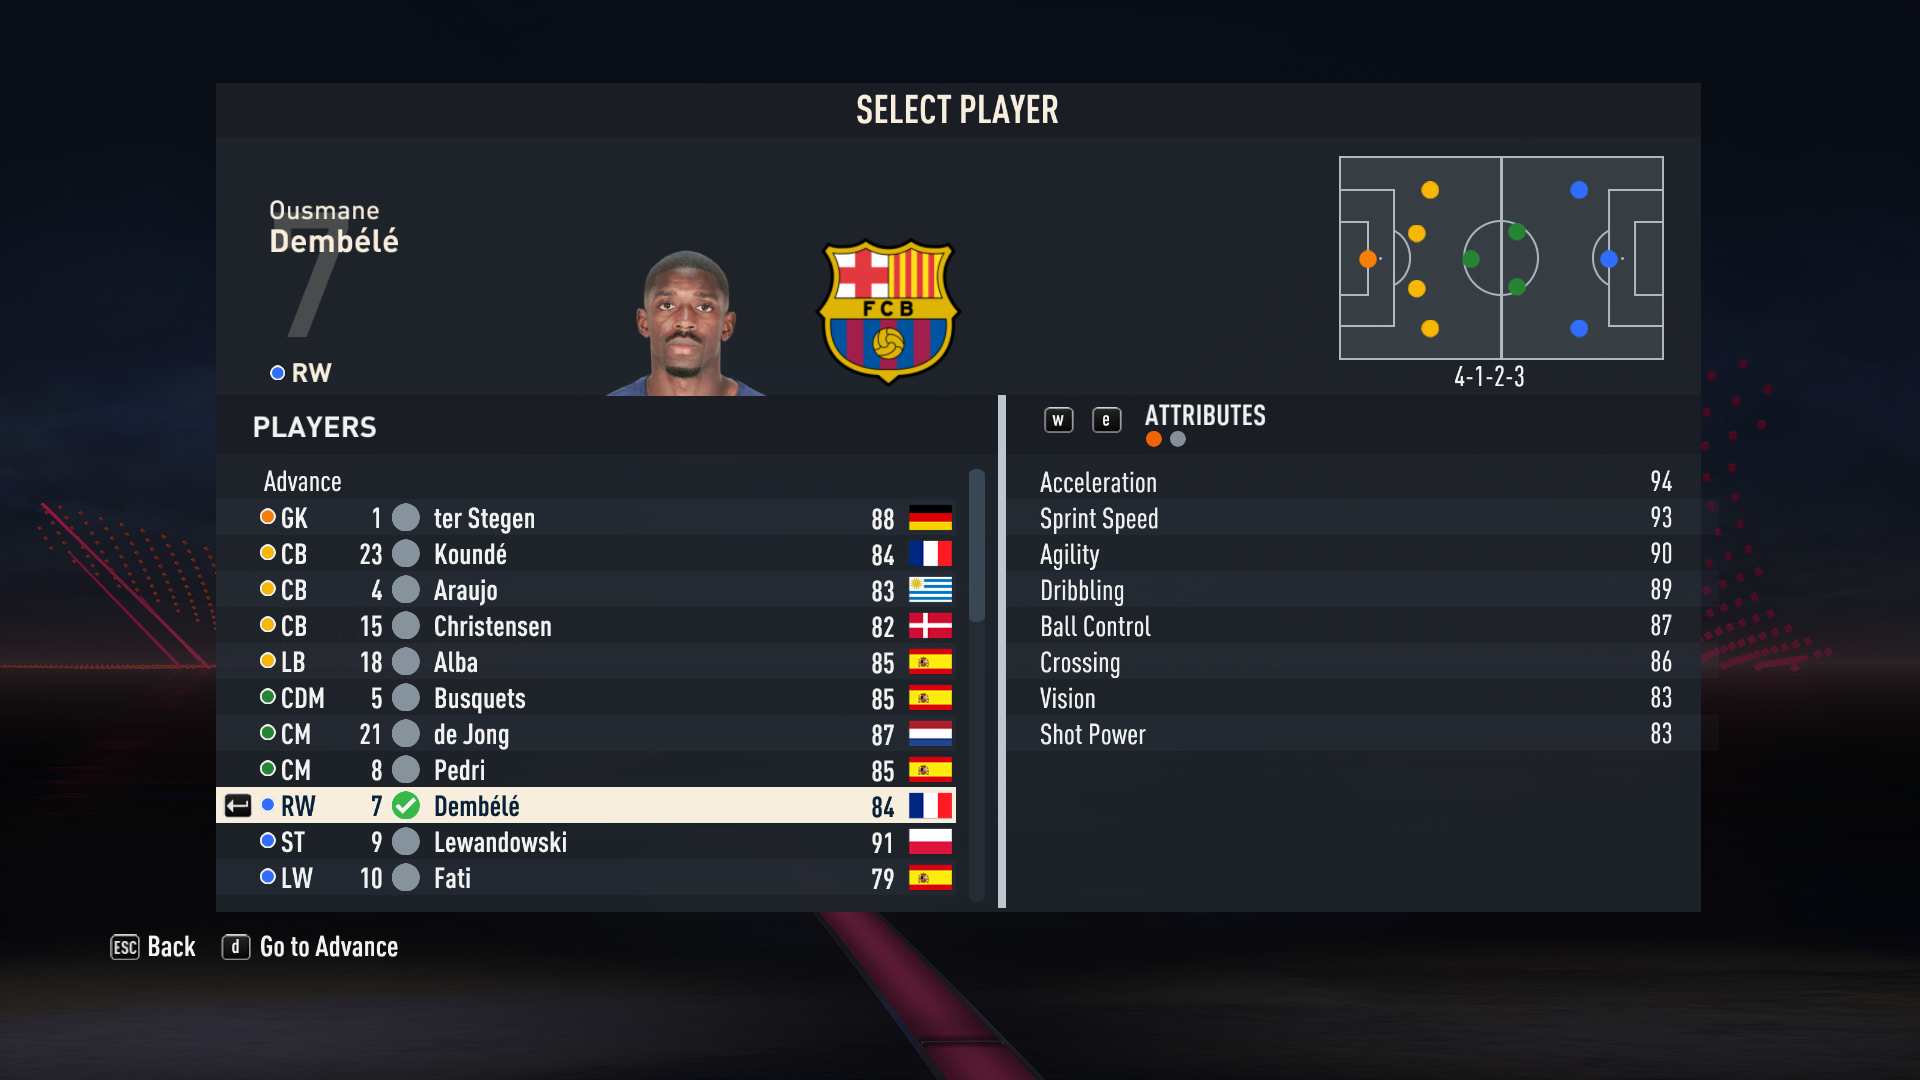 SELECT PLAYER
7
Ousmane
Dembélé
RW
FCB
4-1-2-3
PLAYERS
Advance
GK 1 ter Stegen 88
CB 23 Koundé 84
CB 4 Araujo 83
CB 15 Christensen 82
LB 18 Alba 85
CDM 5 Busquets 85
CM 21 de Jong 87
CM 8 Pedri 85
RW 7 Dembélé 84
ST 9 Lewandowski 91
LW 10 Fati 79
w e ATTRIBUTES
Acceleration 94
Sprint Speed 93
Agility 90
Dribbling 89
Ball Control 87
Crossing 86
Vision 83
Shot Power 83
ESC Back d Go to Advance